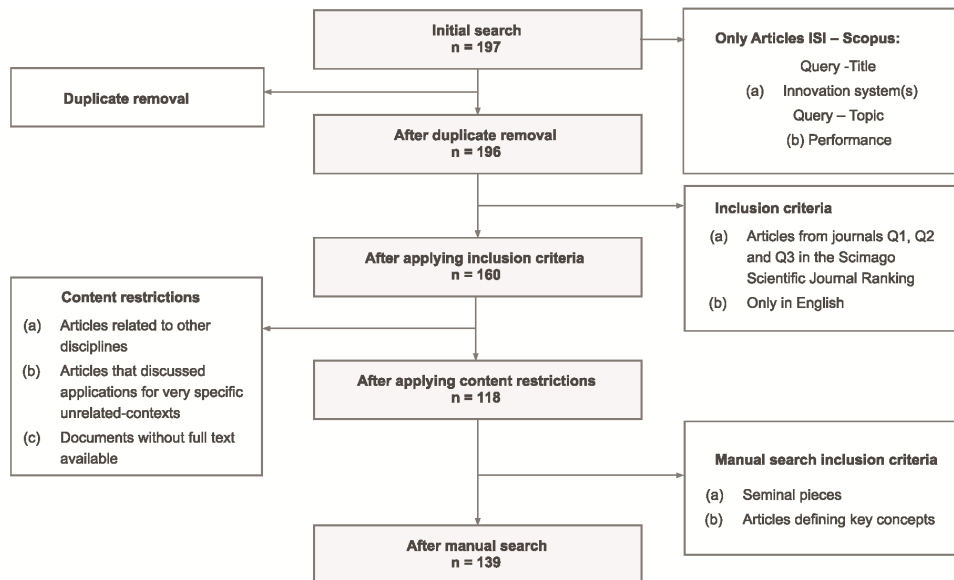 Initial search
n = 197
Only Articles ISI – Scopus:
Query -Title
(a) Innovation system(s)
Query – Topic
(b) Performance
Duplicate removal
After duplicate removal
n = 196
Inclusion criteria
(a) Articles from journals Q1, Q2
and Q3 in the Scimago
Scientific Journal Ranking
(b) Only in English
After applying inclusion criteria
n = 160
Content restrictions
(a) Articles related to other
disciplines
(b) Articles that discussed
applications for very specific
unrelated-contexts
(c) Documents without full text
available
After applying content restrictions
n = 118
Manual search inclusion criteria
(a) Seminal pieces
(b) Articles defining key concepts
After manual search
n = 139